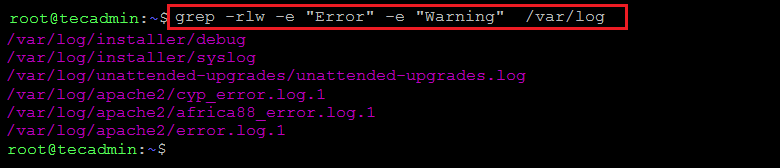 root@tecadmin:~$ grep -rlw -e "Error" -e "Warning"  /var/log
/var/log/installer/debug
/var/log/installer/syslog
/var/log/unattended-upgrades/unattended-upgrades.log
/var/log/apache2/cyp_error.log.1
/var/log/apache2/africa88_error.log.1
/var/log/apache2/error.log.1
root@tecadmin:~$